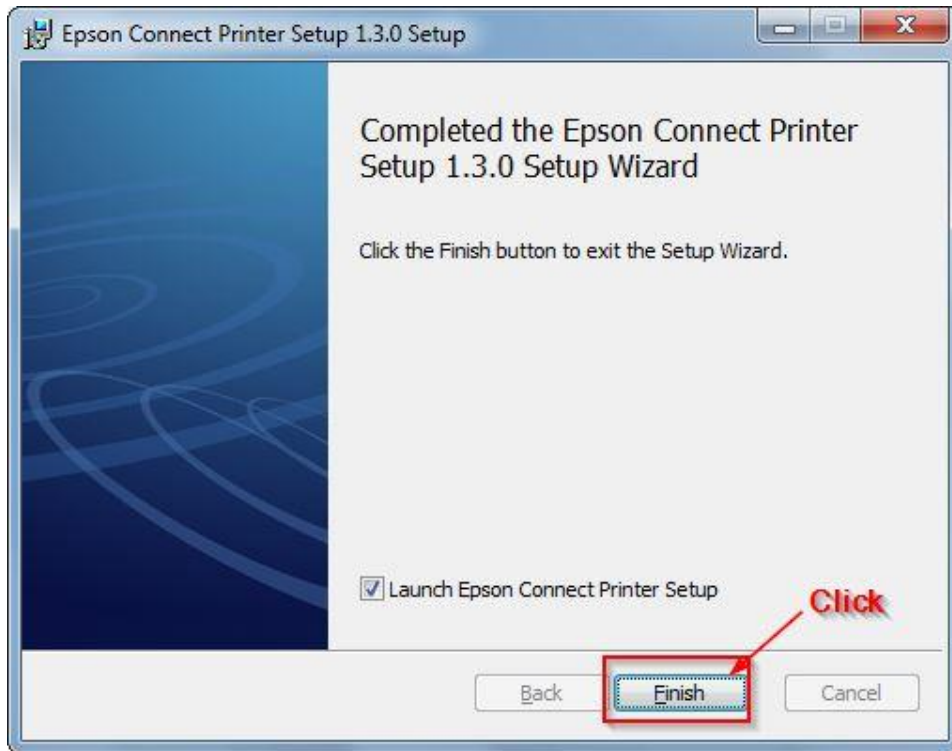 Epson Connect Printer Setup 1.3.0 Setup
Completed the Epson Connect Printer
Setup 1.3.0 Setup Wizard
Click the Finish button to exit the Setup Wizard.
Launch Epson Connect Printer Setup
Click
Back Finish Cancel